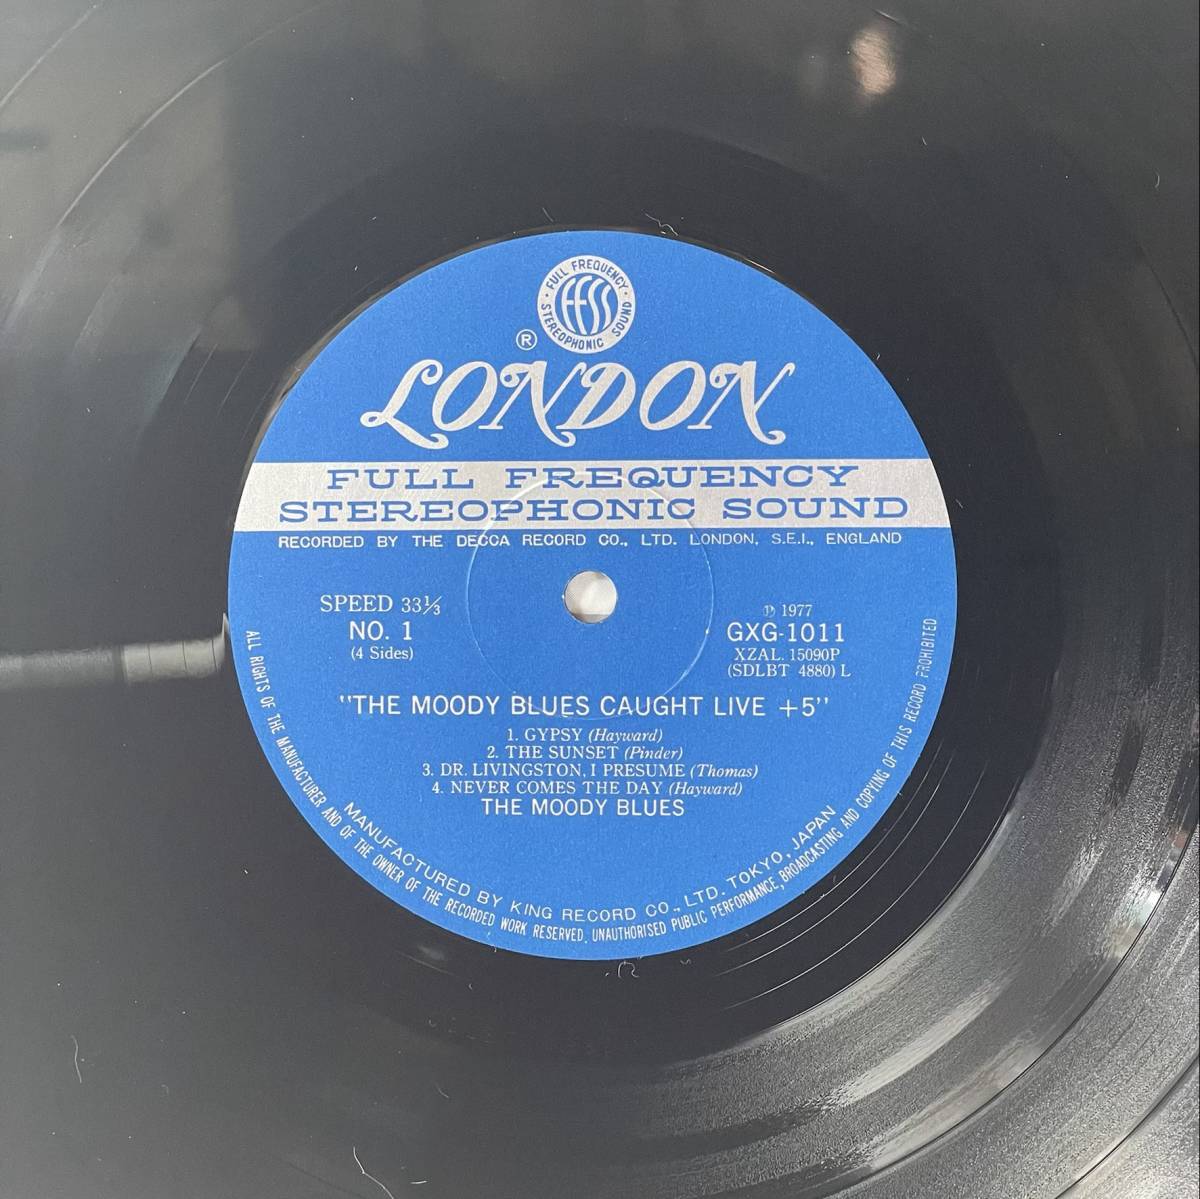 FULL FREQUENCY
ffss
STEREOPHONIC SOUND
®
LONDON
FULL FREQUENCY
STEREOPHONIC SOUND
RECORDED BY THE DECCA RECORD CO., LTD. LONDON, S.E.I., ENGLAND
SPEED 33⅓
NO. 1
(4 Sides)
Ⓟ 1977
GXG-1011
XZAL. 15090P
(SDLBT 4880) L
"THE MOODY BLUES CAUGHT LIVE +5"
1. GYPSY (Hayward)
2. THE SUNSET (Pinder)
3. DR. LIVINGSTON, I PRESUME (Thomas)
4. NEVER COMES THE DAY (Hayward)
THE MOODY BLUES
MANUFACTURED BY KING RECORD CO., LTD. TOKYO, JAPAN
ALL RIGHTS OF THE MANUFACTURER AND OF THE OWNER OF THE RECORDED WORK RESERVED. UNAUTHORISED PUBLIC PERFORMANCE, BROADCASTING AND COPYING OF THIS RECORD PROHIBITED